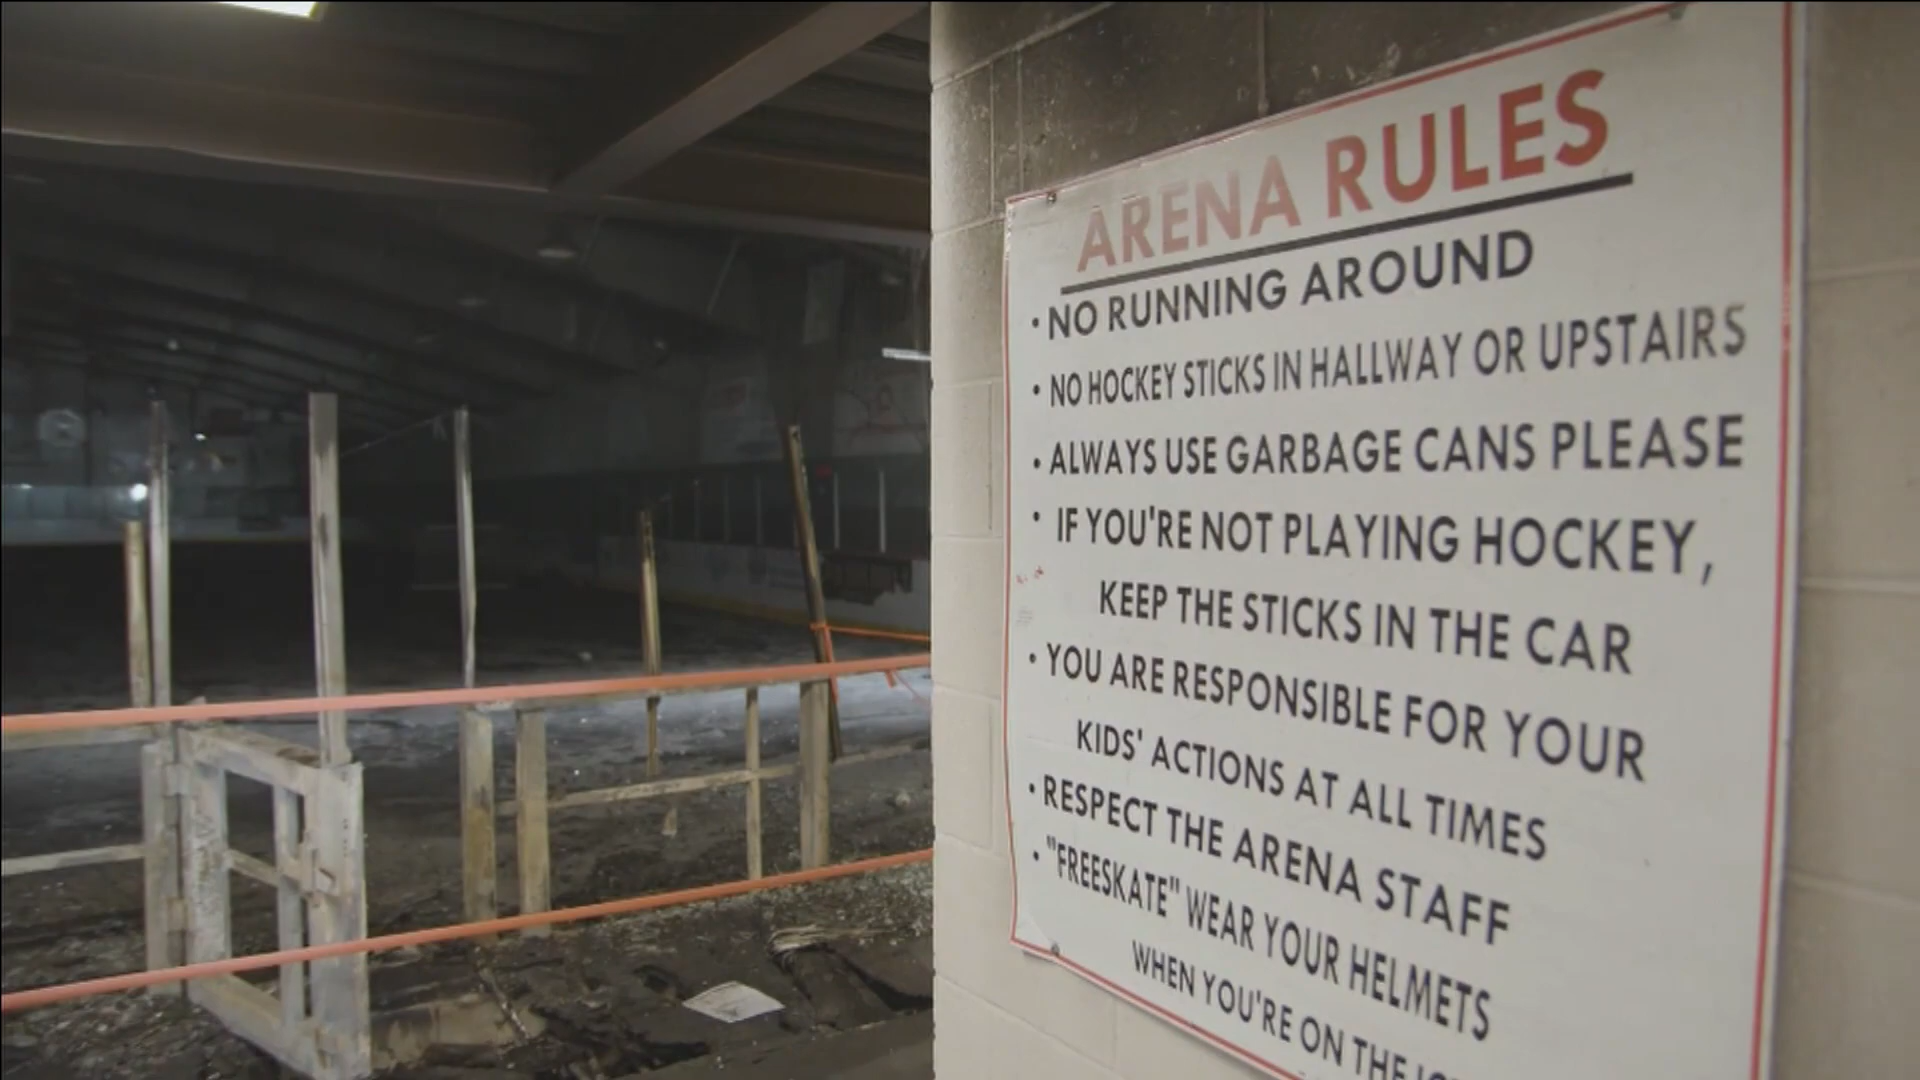 ARENA RULES
• NO RUNNING AROUND
• NO HOCKEY STICKS IN HALLWAY OR UPSTAIRS
• ALWAYS USE GARBAGE CANS PLEASE
• IF YOU'RE NOT PLAYING HOCKEY,
KEEP THE STICKS IN THE CAR
• YOU ARE RESPONSIBLE FOR YOUR
KIDS' ACTIONS AT ALL TIMES
• RESPECT THE ARENA STAFF
• "FREESKATE" WEAR YOUR HELMETS
WHEN YOU'RE ON THE